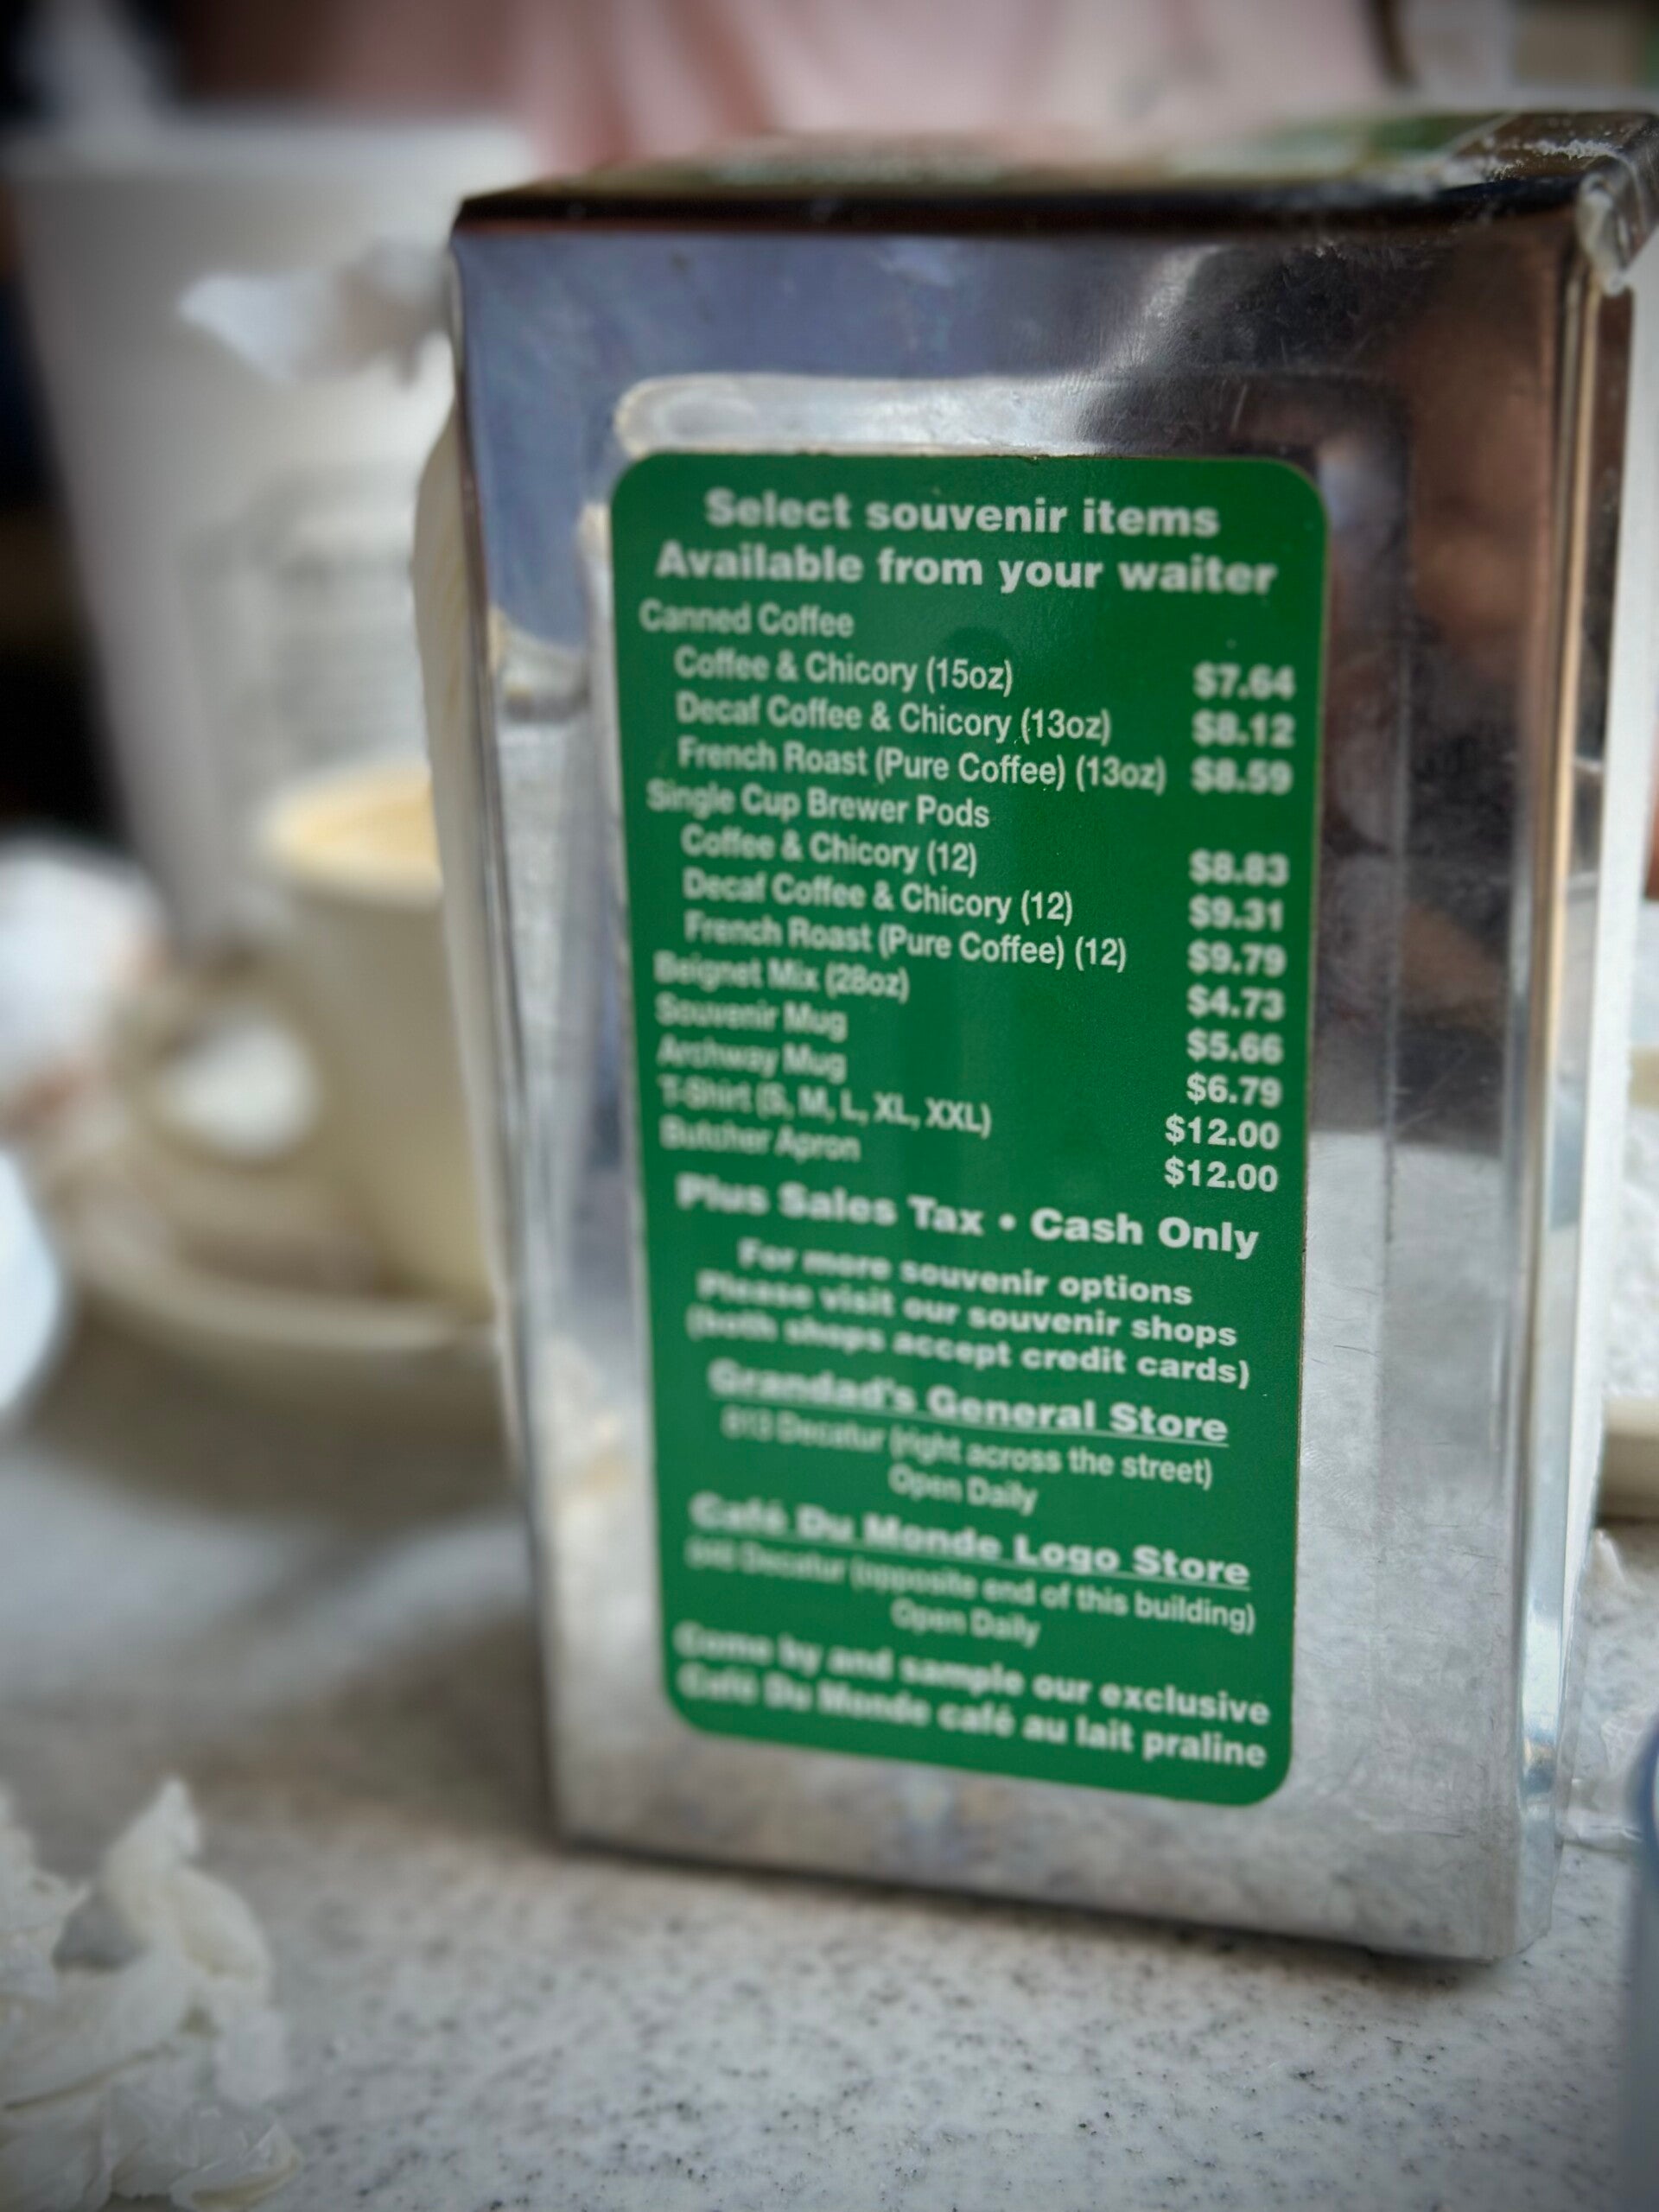 Select souvenir items
Available from your waiter
Canned Coffee
Coffee & Chicory (15oz) $7.64
Decaf Coffee & Chicory (13oz) $8.12
French Roast (Pure Coffee) (13oz) $8.59
Single Cup Brewer Pods
Coffee & Chicory (12) $8.83
Decaf Coffee & Chicory (12) $9.31
French Roast (Pure Coffee) (12) $9.79
Beignet Mix (28oz) $4.73
Souvenir Mug $5.66
Archway Mug $6.79
T-Shirt (S, M, L, XL, XXL) $12.00
Butcher Apron $12.00
Plus Sales Tax • Cash Only
For more souvenir options
Please visit our souvenir shops
(both shops accept credit cards)
Grandad's General Store
813 Decatur (right across the street)
Open Daily
Café Du Monde Logo Store
Decatur (opposite end of this building)
Open Daily
Come by and sample our exclusive
Café Du Monde café au lait praline